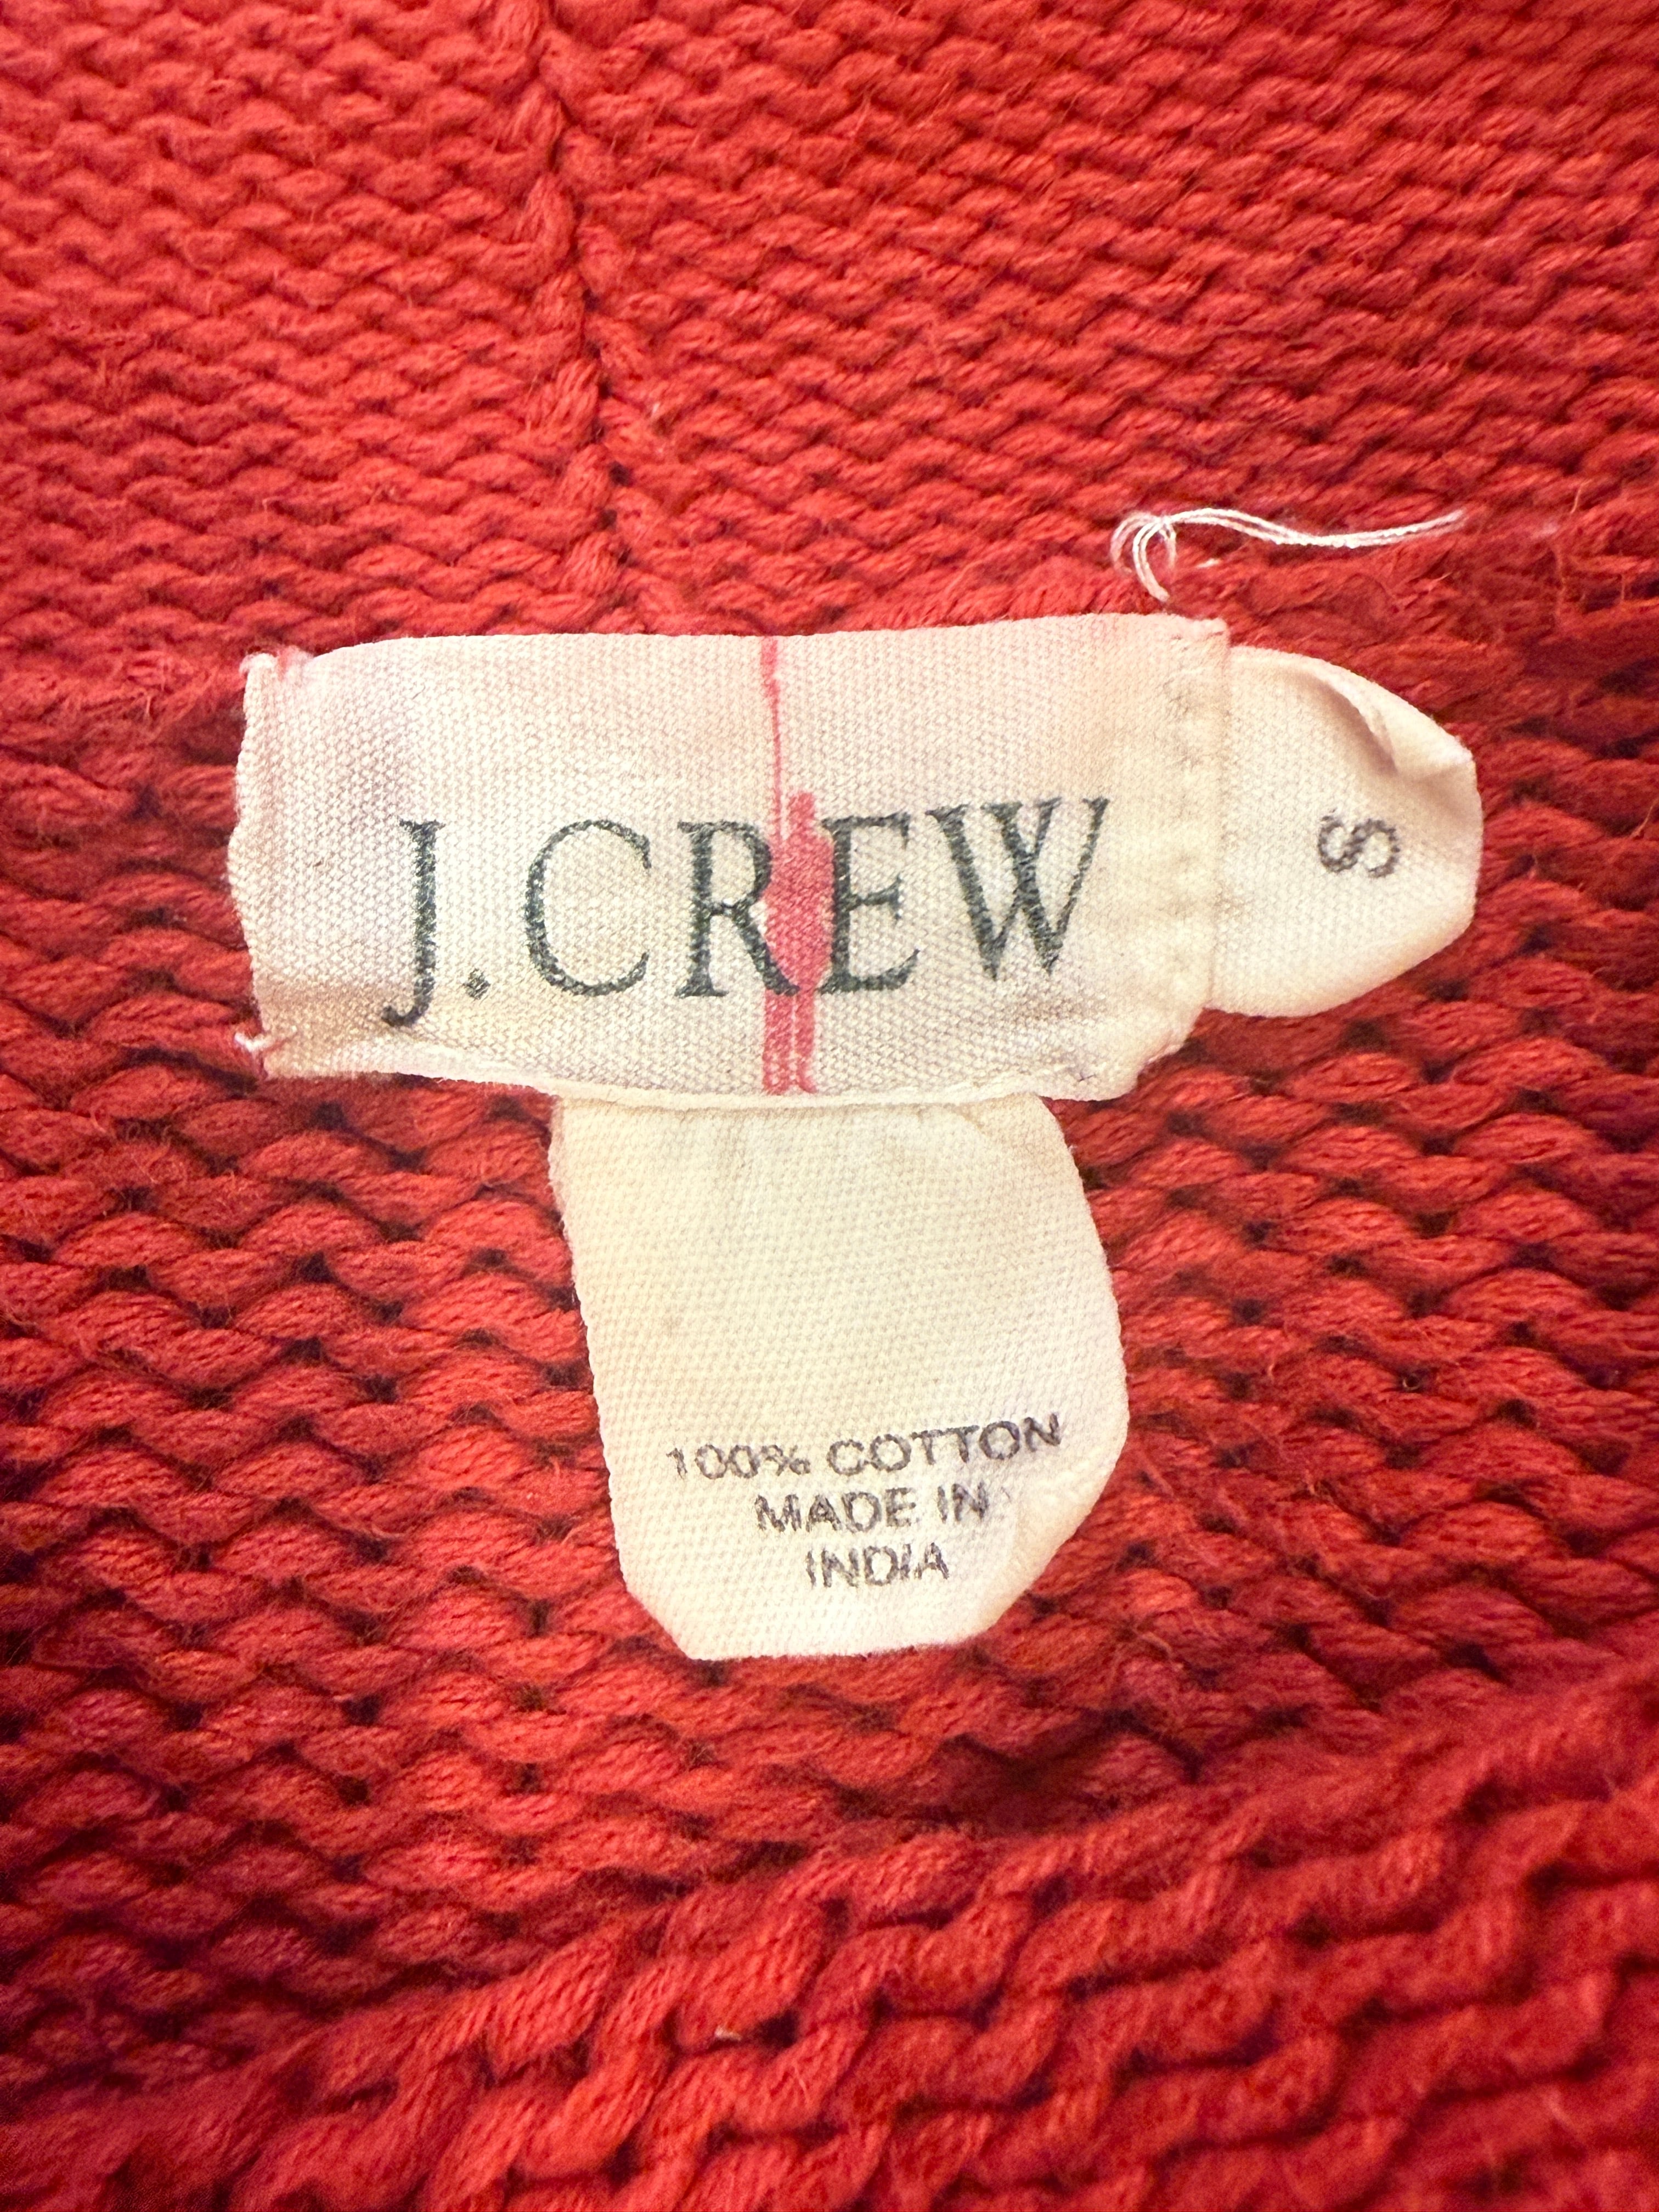 J.CREW
S
100% COTTON
MADE IN
INDIA